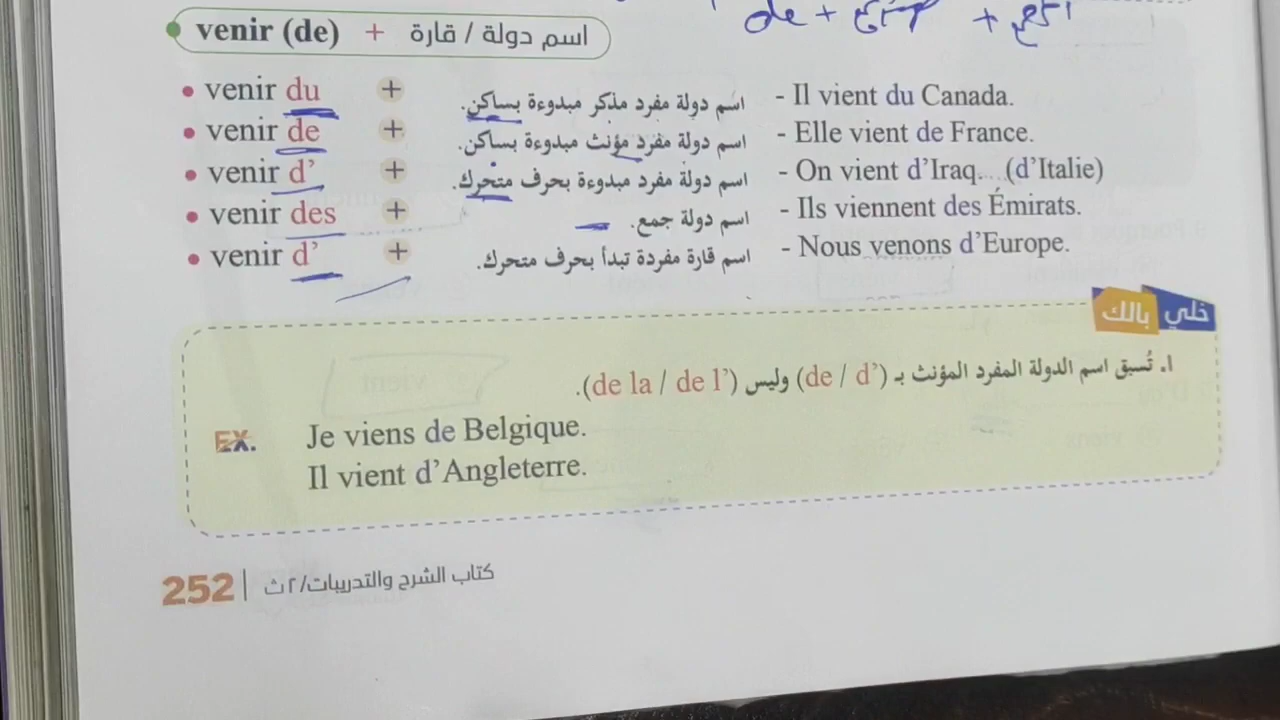 de +
venir (de) + اسم دولة / قارة
• venir du + اسم دولة مفرد مذكر مبدوءة بساكن. - Il vient du Canada.
• venir de + اسم دولة مفرد مؤنث مبدوءة بساكن. - Elle vient de France.
• venir d’ + اسم دولة مفرد مبدوءة بحرف متحرك. - On vient d’Iraq....(d’Italie)
• venir des + اسم دولة جمع. - Ils viennent des Émirats.
• venir d’ + اسم قارة مفردة تبدأ بحرف متحرك. - Nous venons d’Europe.
خلي بالك
١. تُسبق اسم الدولة المفرد المؤنث بـ (de / d’) وليس (de la / de l’).
EX. Je viens de Belgique.
Il vient d’Angleterre.
252 | كتاب الشرح والتدريبات/٢ث